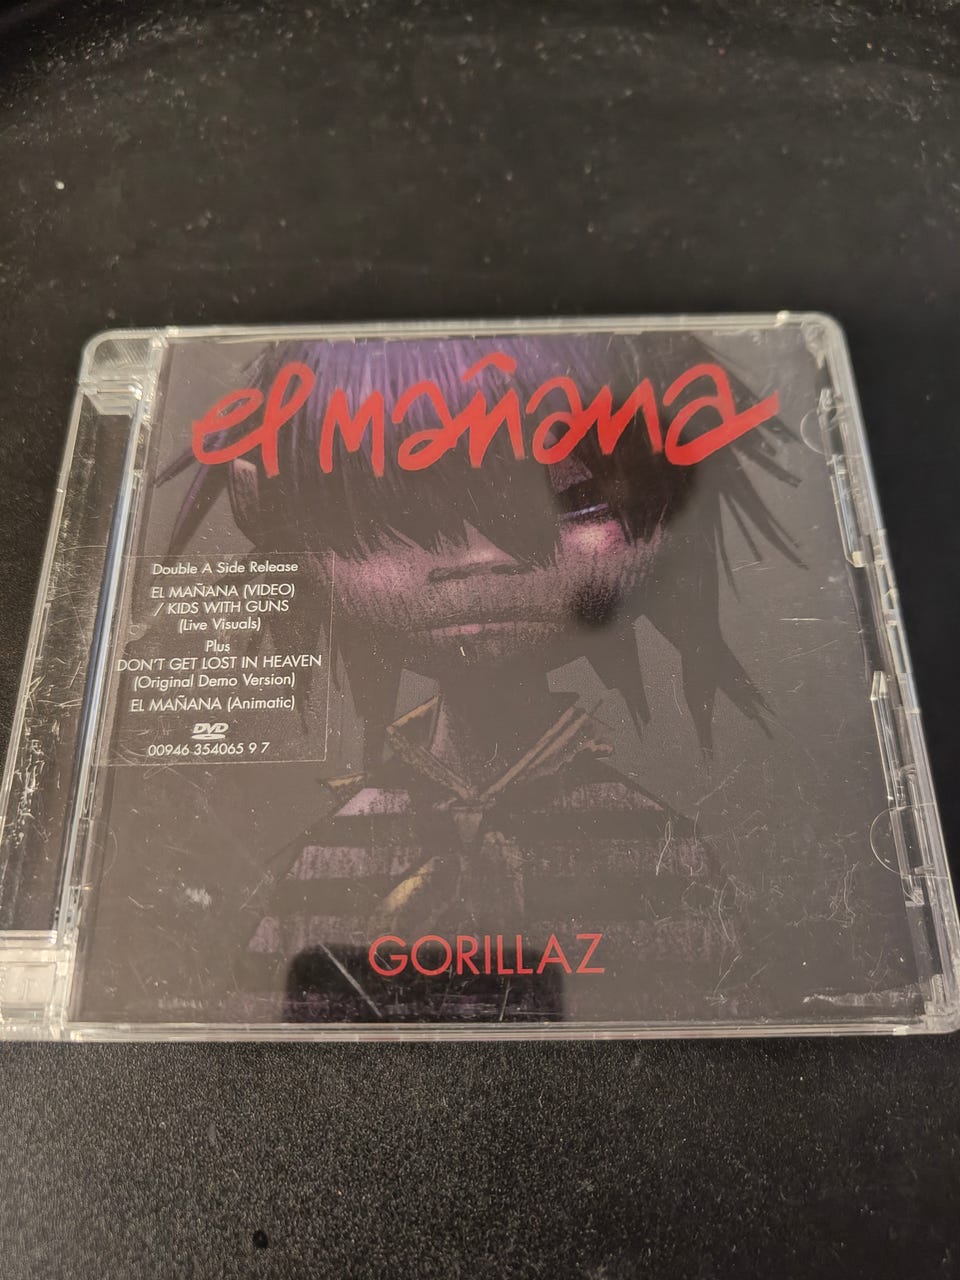 el mañana
Double A Side Release
EL MAÑANA (VIDEO)
/ KIDS WITH GUNS
(Live Visuals)
Plus
DON'T GET LOST IN HEAVEN
(Original Demo Version)
EL MAÑANA (Animatic)
DVD
00946 354065 9 7
GORILLAZ